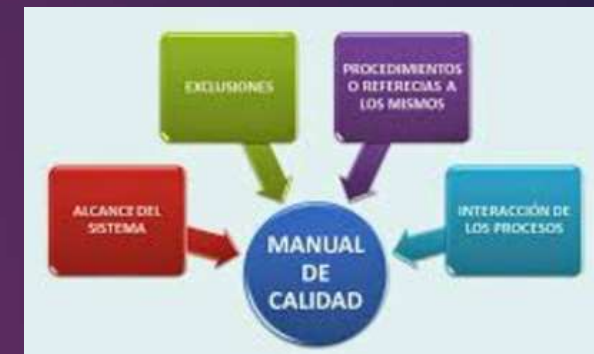 EXCLUSIONES
PROCEDIMIENTOS
O REFERECIAS A
LOS MISMOS
ALCANCE DEL
SISTEMA
INTERACCIÓN DE
LOS PROCESOS
MANUAL
DE
CALIDAD